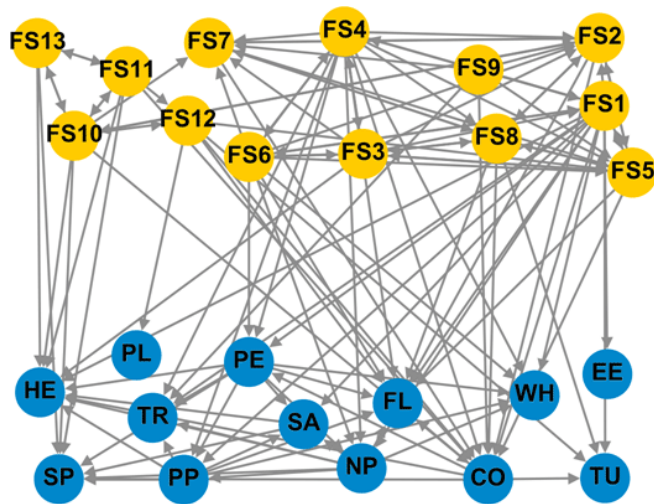 FS13
FS7
FS4
FS2
FS11
FS9
FS10
FS12
FS1
FS6
FS3
FS8
FS5
PL
PE
EE
HE
TR
SA
FL
WH
SP
PP
NP
CO
TU